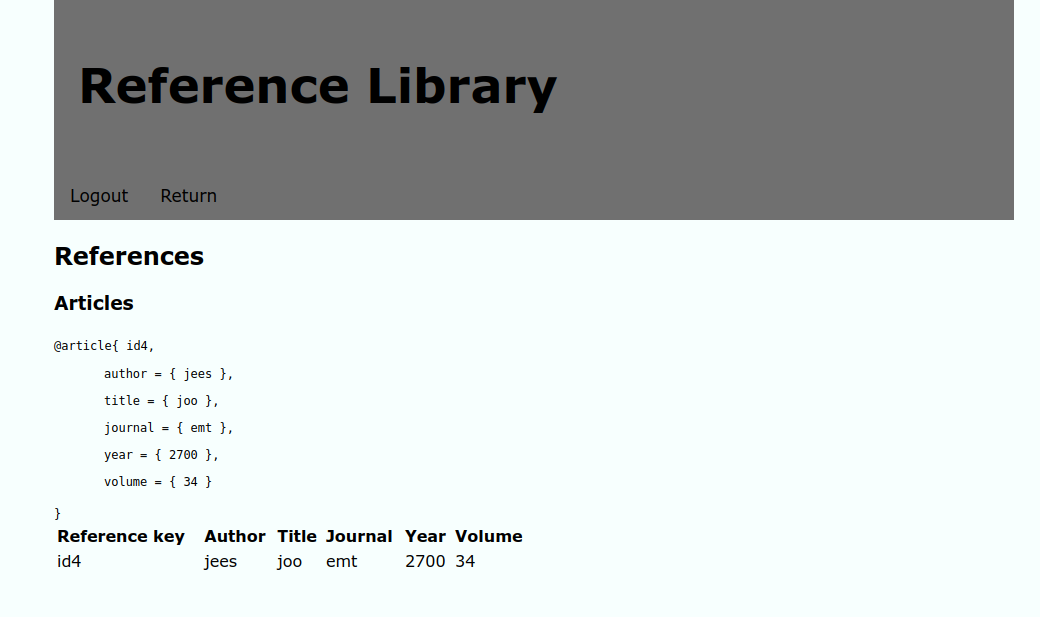 Reference Library
Logout Return
References
Articles
@article{ id4,
author = { jees },
title = { joo },
journal = { emt },
year = { 2700 },
volume = { 34 }
}
Reference key Author Title Journal Year Volume
id4 jees joo emt 2700 34